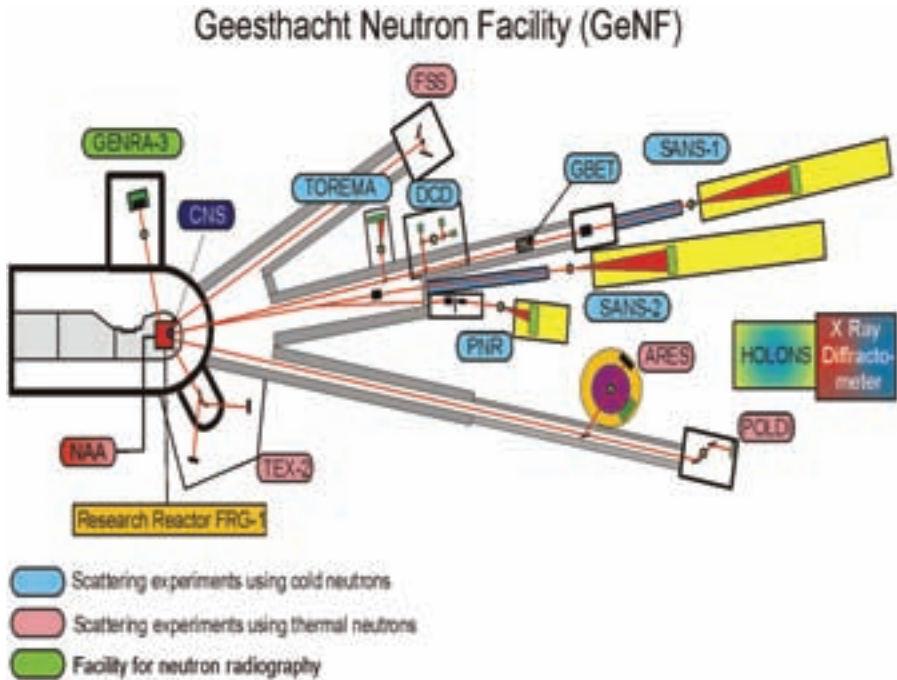 Geesthacht Neutron Facility (GeNF)
FSS
GENRA-3
SANS-1
GBET
TOREMA
DCD
CNS
SANS-2
PNR
ARES
HOLONS
X Ray
Diffracto-
meter
POLDI
NAA
TEX-2
Research Reactor FRG-1
Scattering experiments using cold neutrons
Scattering experiments using thermal neutrons
Facility for neutron radiography